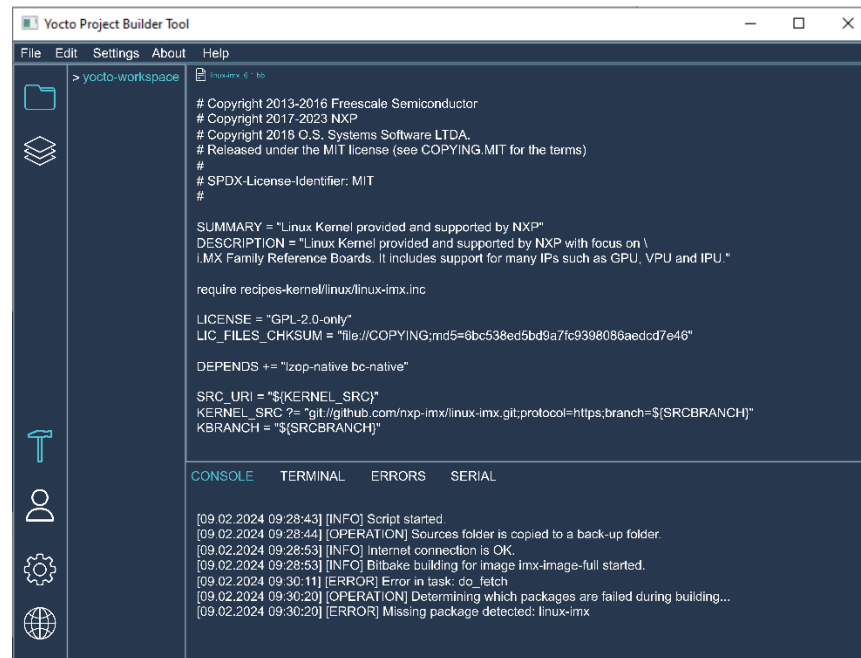 Yocto Project Builder Tool
File Edit Settings About Help
> yocto-workspace
linux-imx_6.1.bb
# Copyright 2013-2016 Freescale Semiconductor
# Copyright 2017-2023 NXP
# Copyright 2018 O.S. Systems Software LTDA.
# Released under the MIT license (see COPYING.MIT for the terms)
#
# SPDX-License-Identifier: MIT
#
SUMMARY = "Linux Kernel provided and supported by NXP"
DESCRIPTION = "Linux Kernel provided and supported by NXP with focus on \
i.MX Family Reference Boards. It includes support for many IPs such as GPU, VPU and IPU."
require recipes-kernel/linux/linux-imx.inc
LICENSE = "GPL-2.0-only"
LIC_FILES_CHKSUM = "file://COPYING;md5=6bc538ed5bd9a7fc9398086aedcd7e46"
DEPENDS += "lzop-native bc-native"
SRC_URI = "${KERNEL_SRC}"
KERNEL_SRC ?= "git://github.com/nxp-imx/linux-imx.git;protocol=https;branch=${SRCBRANCH}"
KBRANCH = "${SRCBRANCH}"
CONSOLE TERMINAL ERRORS SERIAL
[09.02.2024 09:28:43] [INFO] Script started.
[09.02.2024 09:28:44] [OPERATION] Sources folder is copied to a back-up folder.
[09.02.2024 09:28:53] [INFO] Internet connection is OK.
[09.02.2024 09:28:53] [INFO] Bitbake building for image imx-image-full started.
[09.02.2024 09:30:11] [ERROR] Error in task: do_fetch
[09.02.2024 09:30:20] [OPERATION] Determining which packages are failed during building...
[09.02.2024 09:30:20] [ERROR] Missing package detected: linux-imx